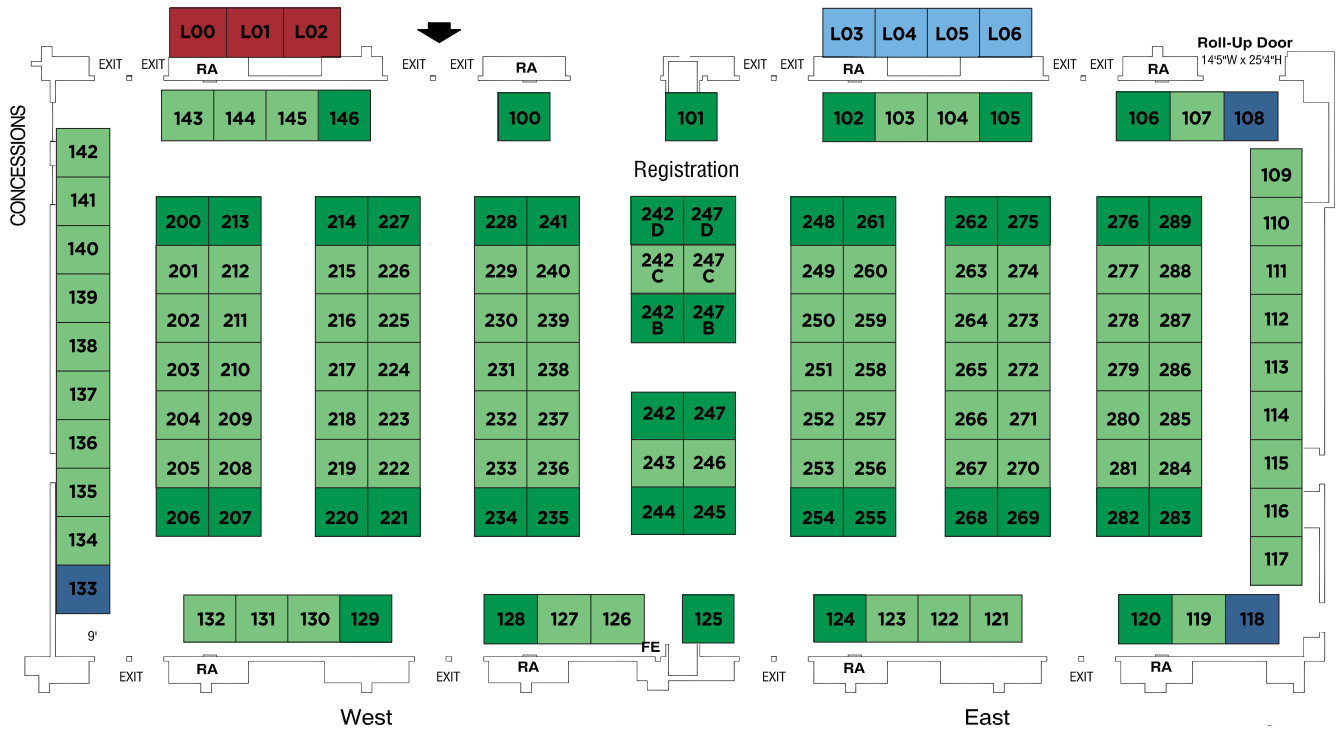 L00 L01 L02
L03 L04 L05 L06
Roll-Up Door
14'5"W x 25'4"H
EXIT EXIT RA EXIT EXIT RA EXIT EXIT RA EXIT EXIT RA
CONCESSIONS
143 144 145 146 100 101 102 103 104 105 106 107 108
142
141
140
139
138
137
136
135
134
133
9'
Registration
109
110
111
112
113
114
115
116
117
200 213 214 227 228 241 242 D 247 D 248 261 262 275 276 289
201 212 215 226 229 240 242 C 247 C 249 260 263 274 277 288
202 211 216 225 230 239 242 B 247 B 250 259 264 273 278 287
203 210 217 224 231 238 251 258 265 272 279 286
204 209 218 223 232 237 242 247 252 257 266 271 280 285
205 208 219 222 233 236 243 246 253 256 267 270 281 284
206 207 220 221 234 235 244 245 254 255 268 269 282 283
132 131 130 129 128 127 126 125 124 123 122 121 120 119 118
FE
EXIT RA EXIT RA EXIT RA EXIT RA
West East